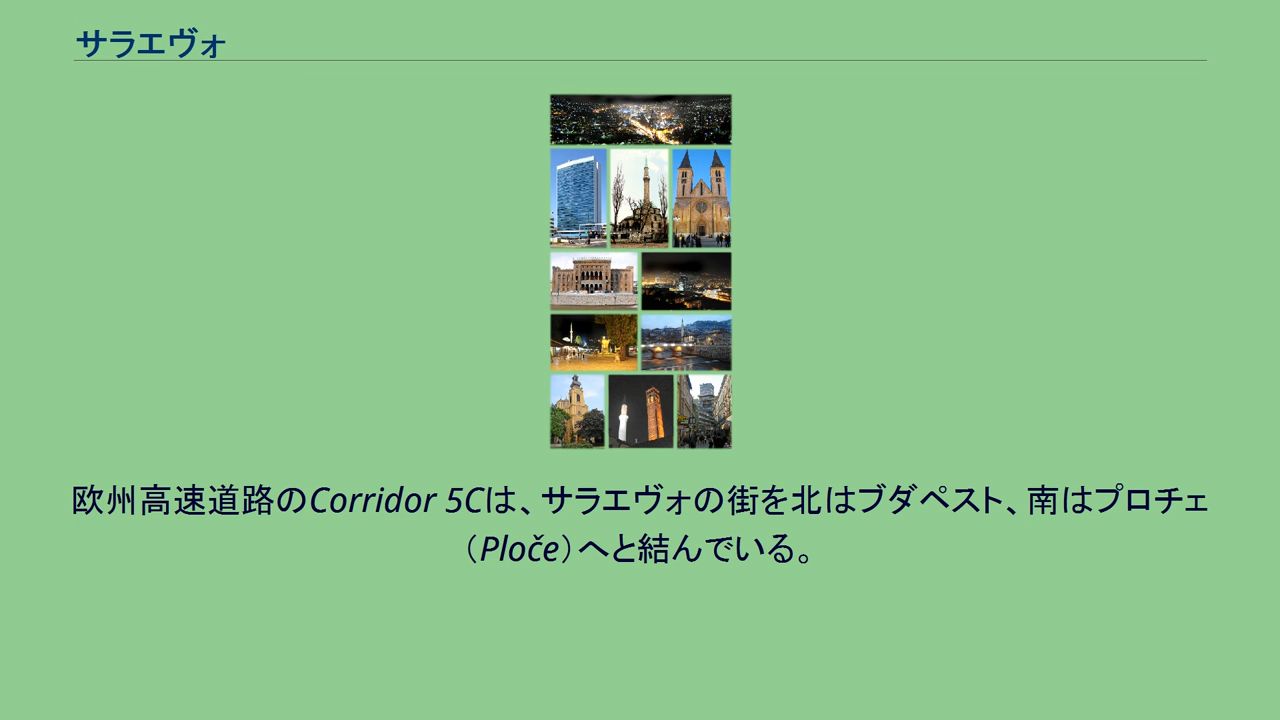 サラエヴォ
欧州高速道路のCorridor 5Cは、サラエヴォの街を北はブダペスト、南はプロチェ
（Ploče）へと結んでいる。